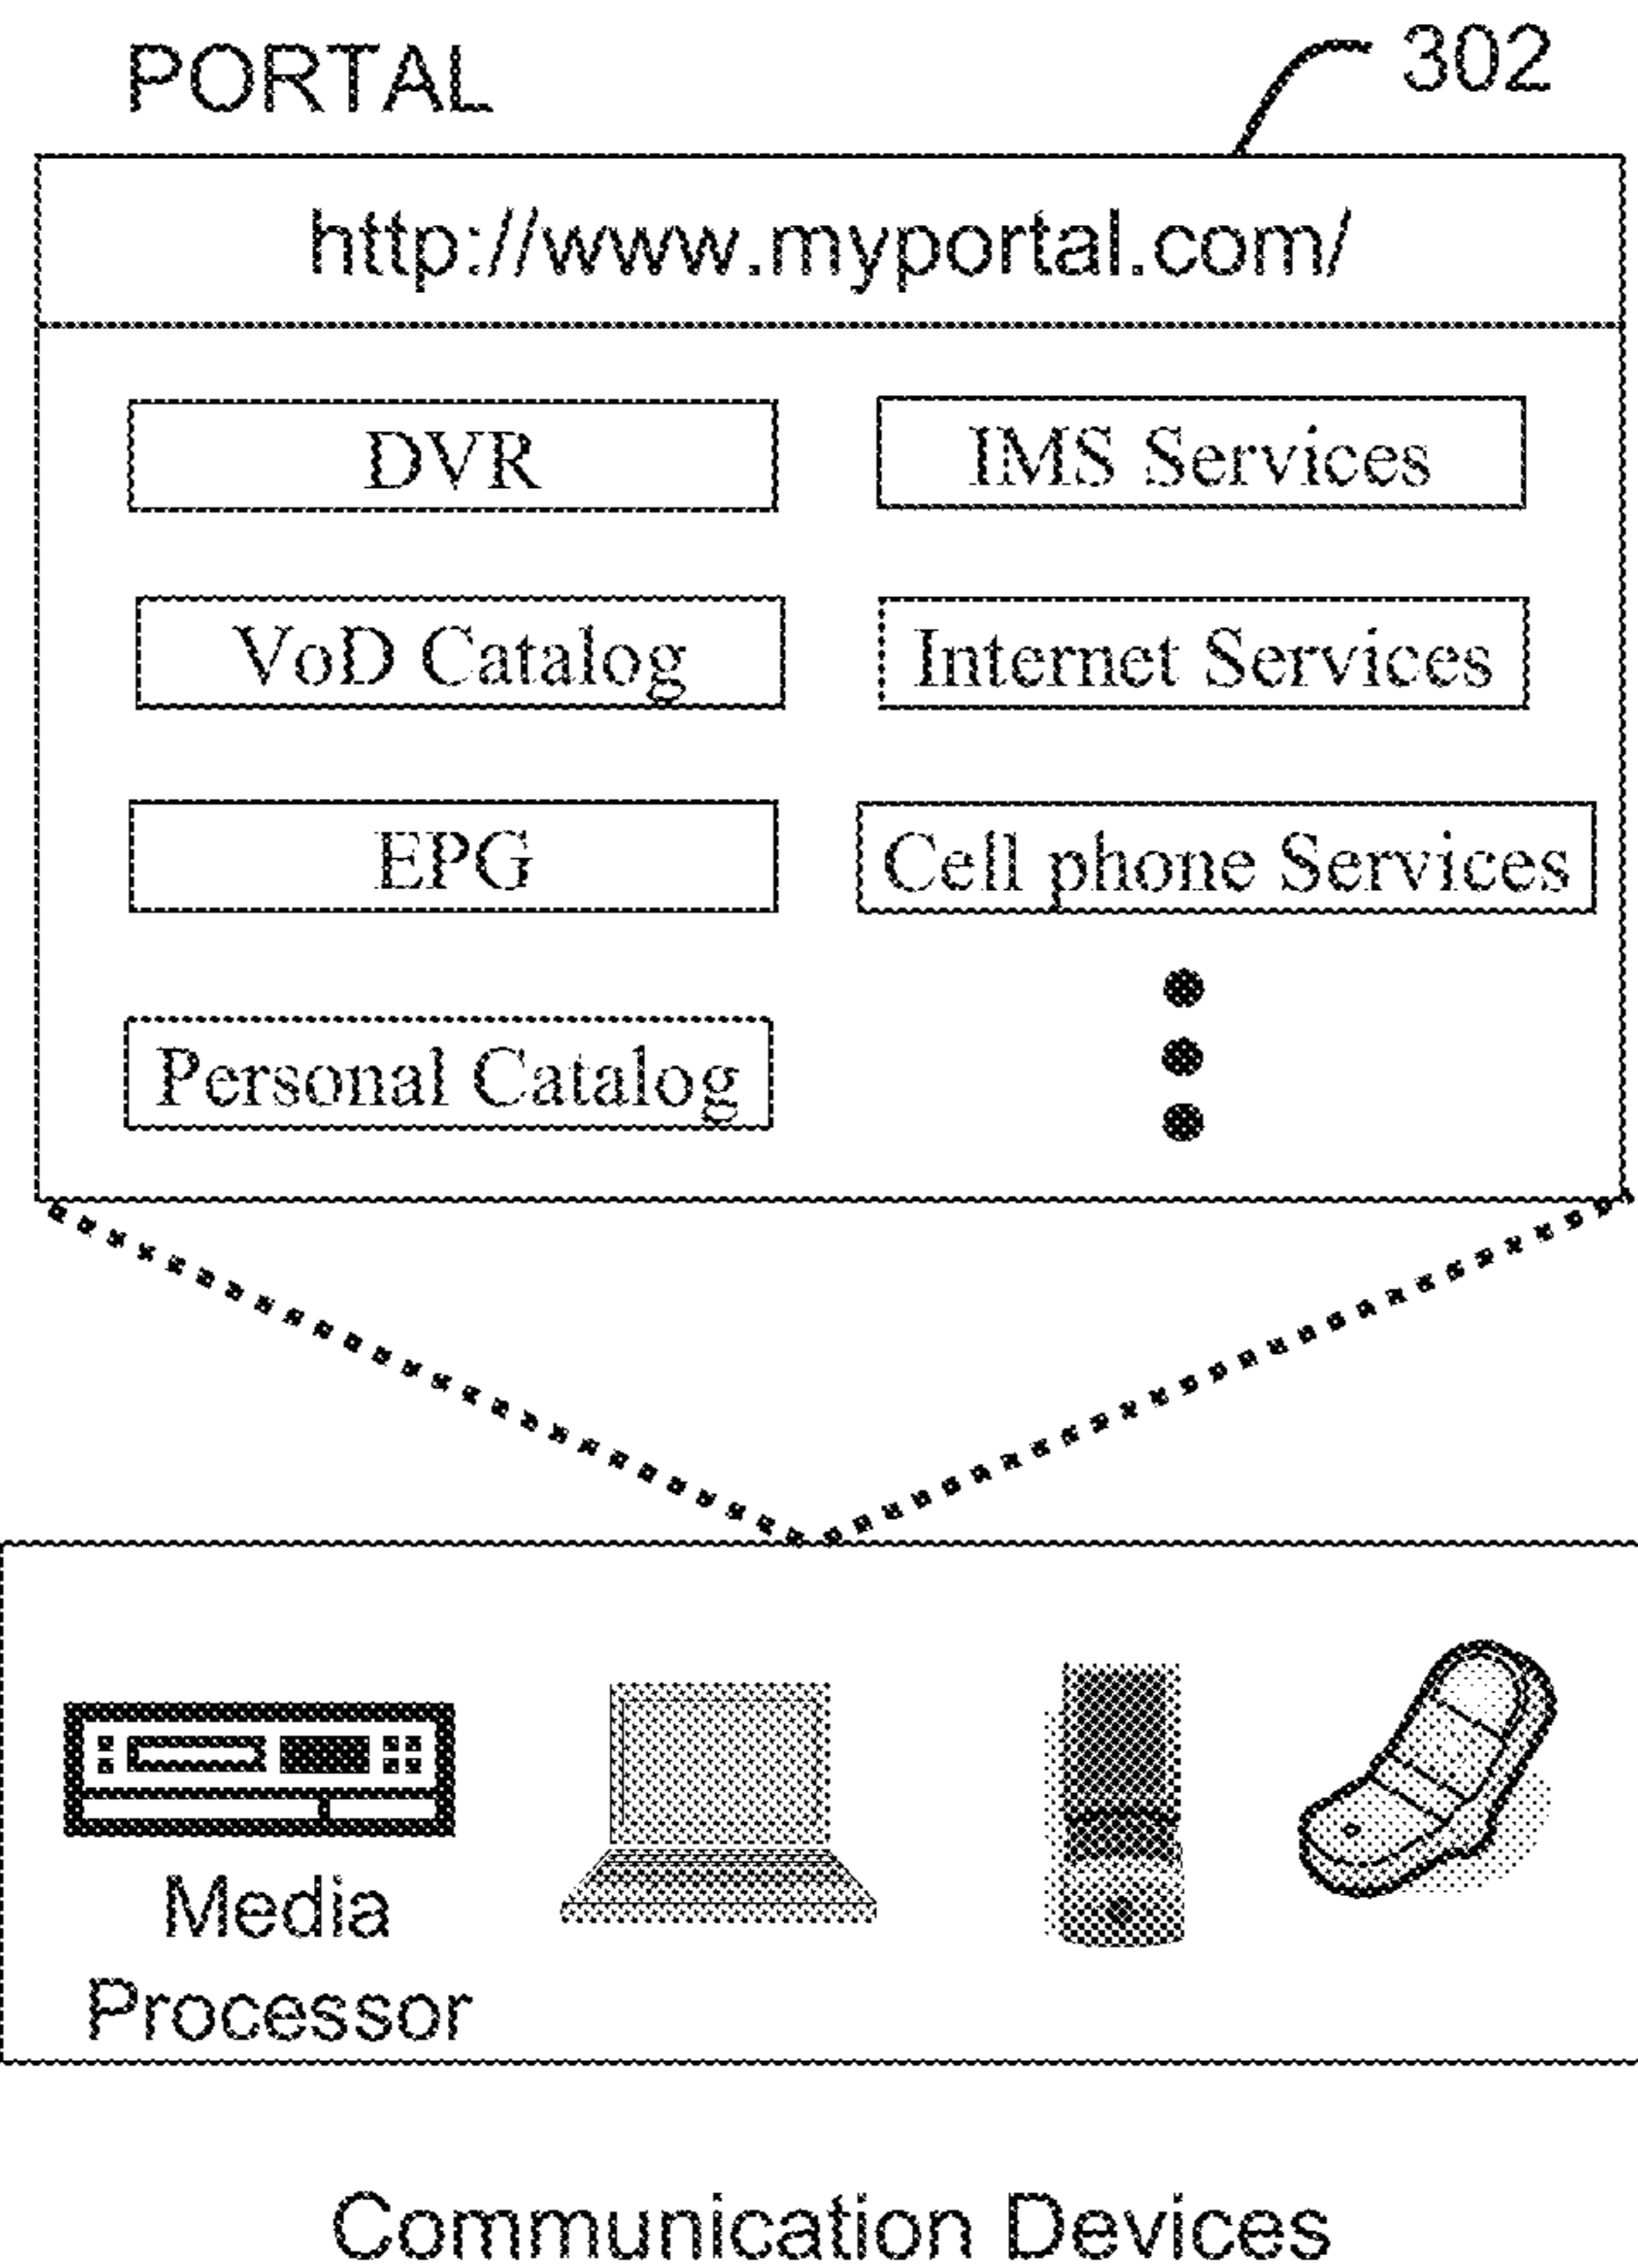 PORTAL
302
http://www.myportal.com/
DVR
IMS Services
VoD Catalog
Internet Services
EPG
Cell phone Services
Personal Catalog
Media
Processor
Communication Devices